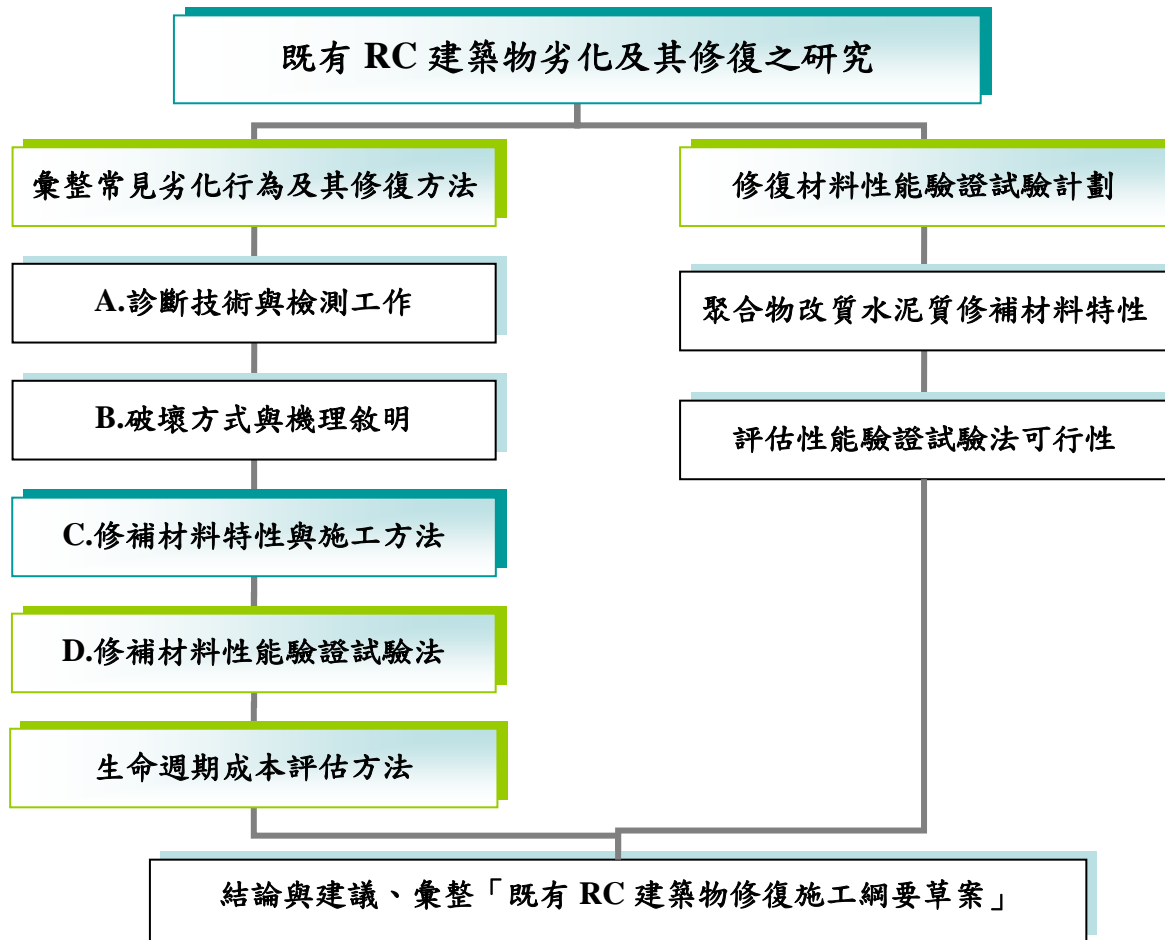 既有 RC 建築物劣化及其修復之研究
彙整常見劣化行為及其修復方法
A.診斷技術與檢測工作
B.破壞方式與機理敘明
C.修補材料特性與施工方法
D.修補材料性能驗證試驗法
生命週期成本評估方法
修復材料性能驗證試驗計劃
聚合物改質水泥質修補材料特性
評估性能驗證試驗法可行性
結論與建議、彙整「既有 RC 建築物修復施工綱要草案」